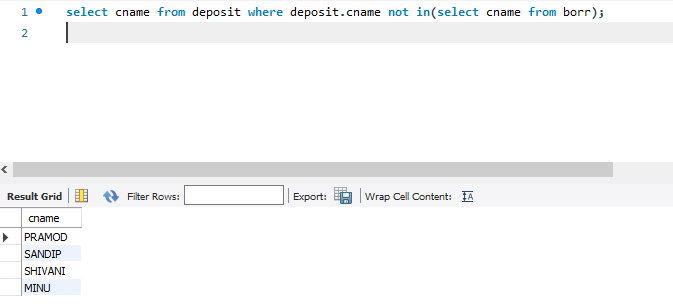 1 select cname from deposit where deposit.cname not in(select cname from borr);
2
Result Grid Filter Rows: Export: Wrap Cell Content:
cname
PRAMOD
SANDIP
SHIVANI
MINU